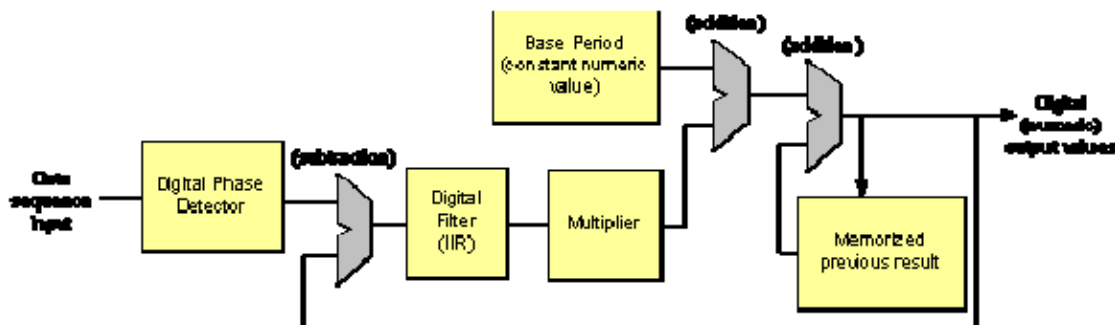 Base Period
(constant numeric
value)
(addition)
(addition)
Digital
(numeric)
output values
(subtraction)
Data
sequence
input
Digital Phase
Detector
Digital
Filter
(IIR)
Multiplier
Memorized
previous result